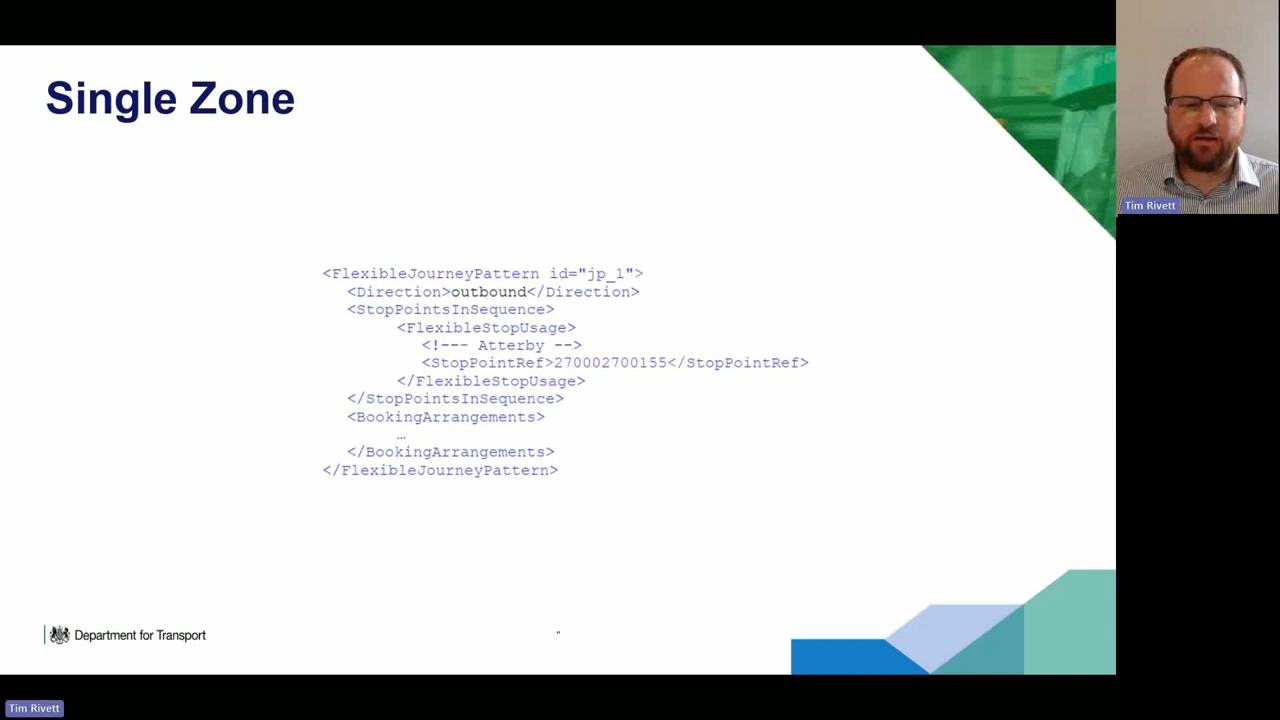 Single Zone
<FlexibleJourneyPattern id="jp_1">
<Direction>outbound</Direction>
<StopPointsInSequence>
<FlexibleStopUsage>
<!--- Atterby -->
<StopPointRef>270002700155</StopPointRef>
</FlexibleStopUsage>
</StopPointsInSequence>
<BookingArrangements>
…
</BookingArrangements>
</FlexibleJourneyPattern>
Department for Transport
"
Tim Rivett
Tim Rivett